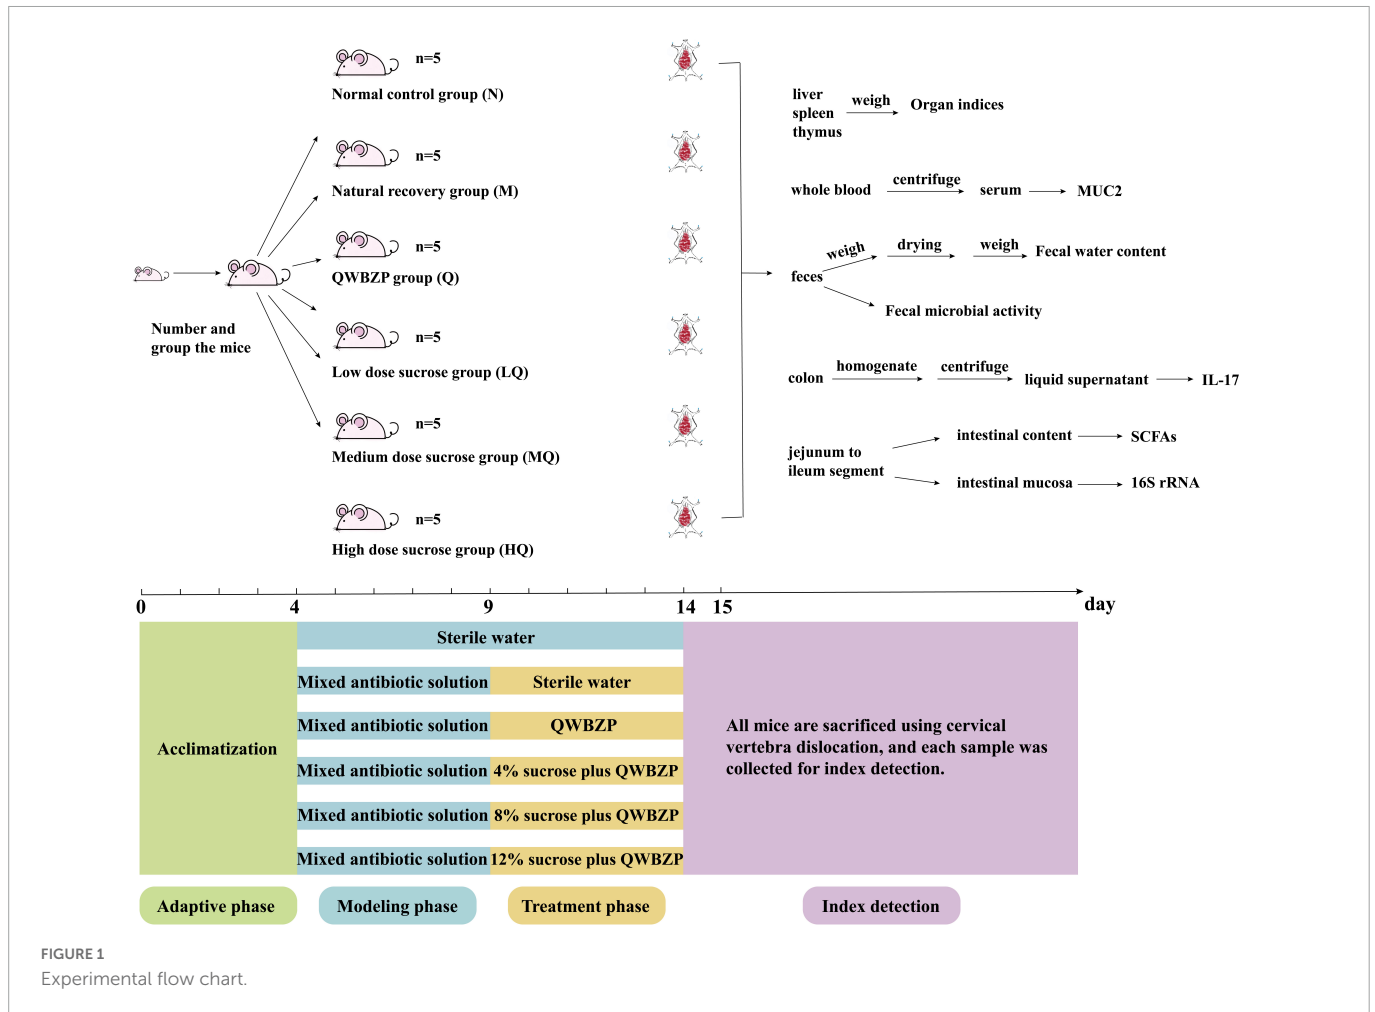 n=5
Normal control group (N)
n=5
Natural recovery group (M)
n=5
QWBZP group (Q)
n=5
Low dose sucrose group (LQ)
n=5
Medium dose sucrose group (MQ)
n=5
High dose sucrose group (HQ)
Number and
group the mice
liver
spleen
thymus
weigh
Organ indices
whole blood
centrifuge
serum
MUC2
feces
weigh
drying
weigh
Fecal water content
Fecal microbial activity
colon
homogenate
centrifuge
liquid supernatant
IL-17
jejunum to
ileum segment
intestinal content
SCFAs
intestinal mucosa
16S rRNA
0 4 9 14 15 day
Acclimatization
Sterile water
Mixed antibiotic solution Sterile water
Mixed antibiotic solution QWBZP
Mixed antibiotic solution 4% sucrose plus QWBZP
Mixed antibiotic solution 8% sucrose plus QWBZP
Mixed antibiotic solution 12% sucrose plus QWBZP
All mice are sacrificed using cervical
vertebra dislocation, and each sample was
collected for index detection.
Adaptive phase
Modeling phase
Treatment phase
Index detection
FIGURE 1
Experimental flow chart.